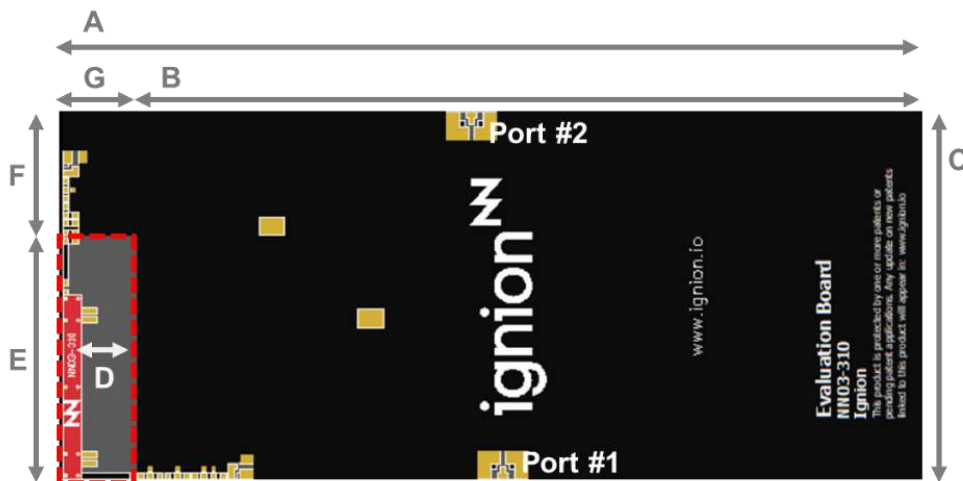 A
G
B
Port #2
F
C
ignion
www.ignion.io
Evaluation Board
NN03-310
Ignion
This product is protected by one or more patents or
pending patent applications. Any update on new patents
linked to this product will appear in: www.ignion.io
NN03-310
E
D
Port #1